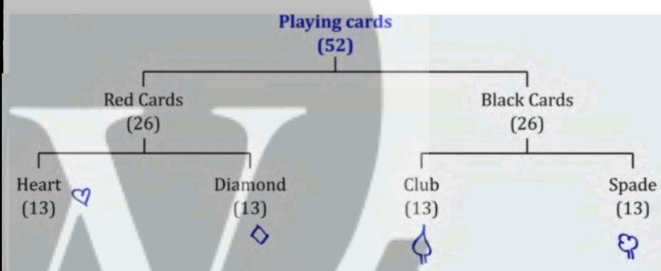 Playing cards
(52)
Red Cards
(26)
Black Cards
(26)
Heart
(13)
Diamond
(13)
Club
(13)
Spade
(13)